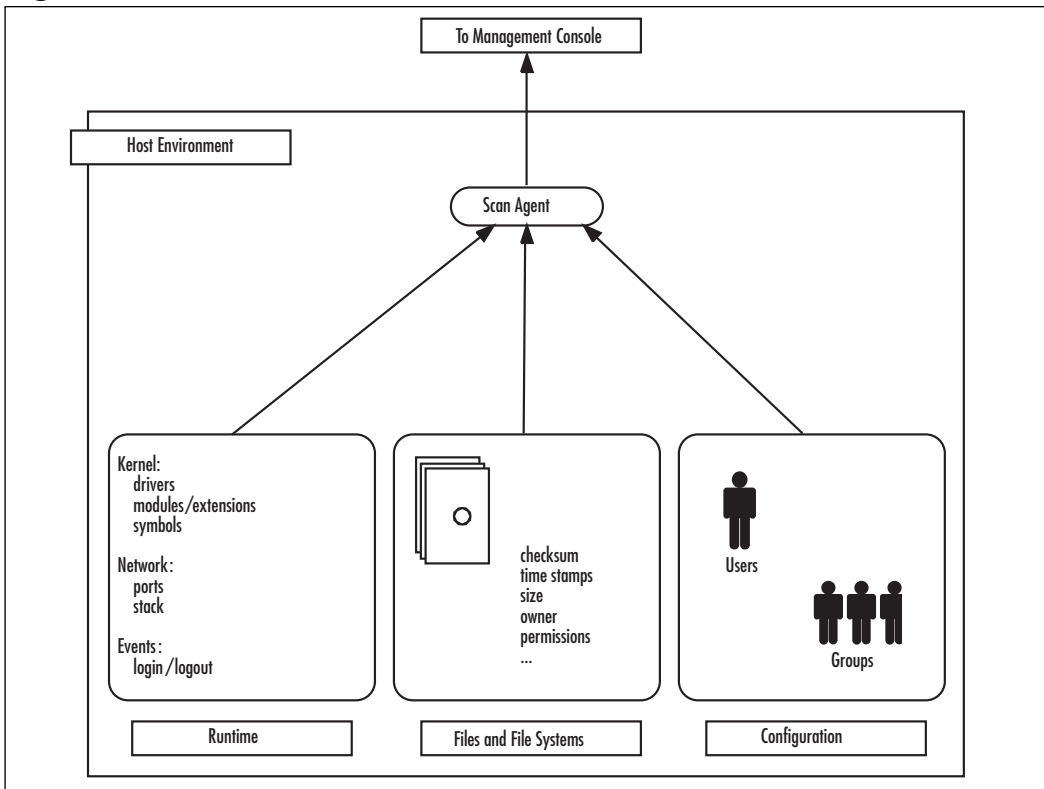 To Management Console
Host Environment
Scan Agent
Kernel:
drivers
modules/extensions
symbols
Network:
ports
stack
Events:
login/logout
checksum
time stamps
size
owner
permissions
...
Users
Groups
Runtime
Files and File Systems
Configuration